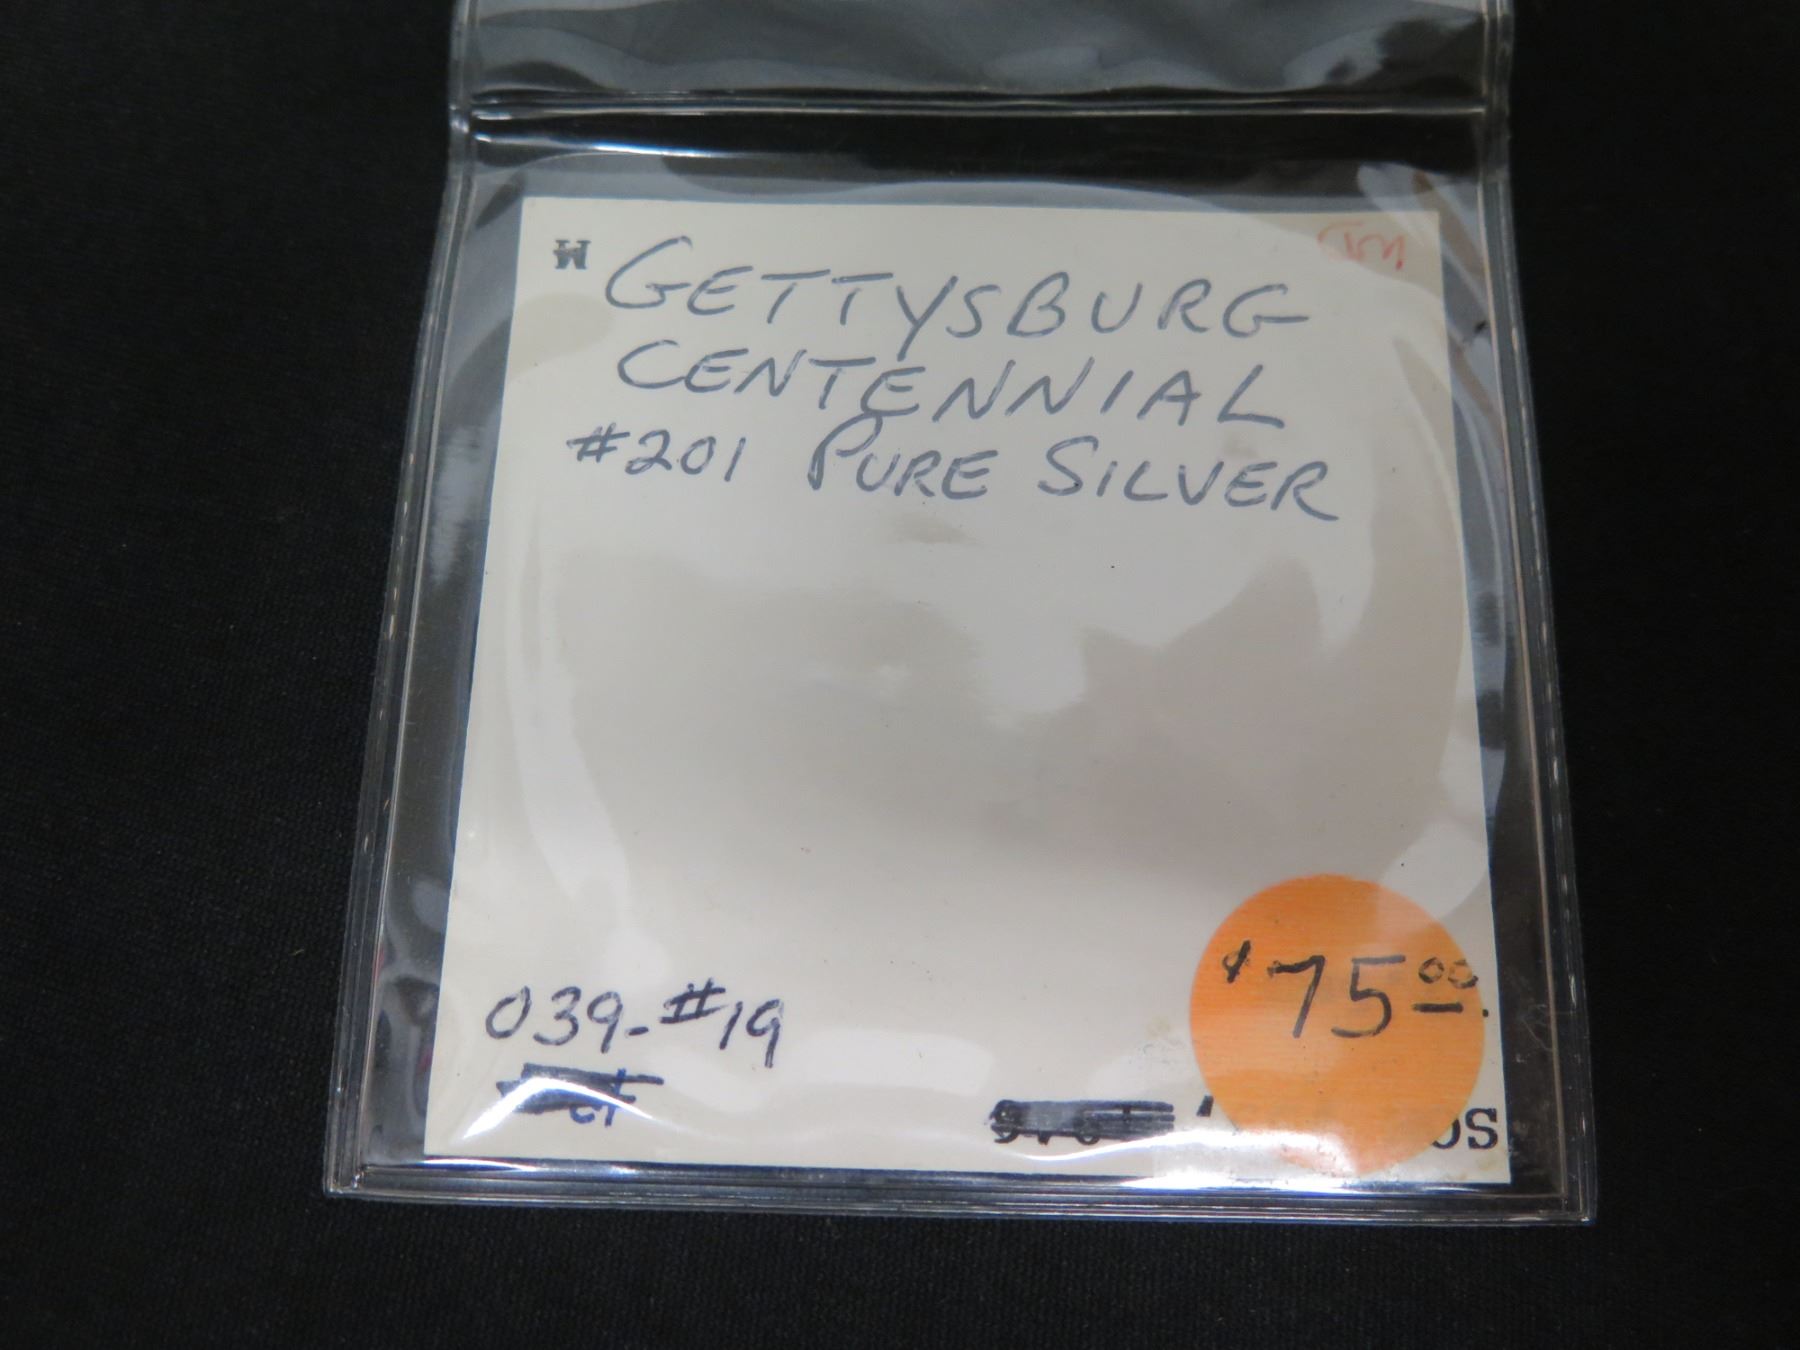 GETTYSBURG
CENTENNIAL
#201 PURE SILVER
$75.00
039-#19